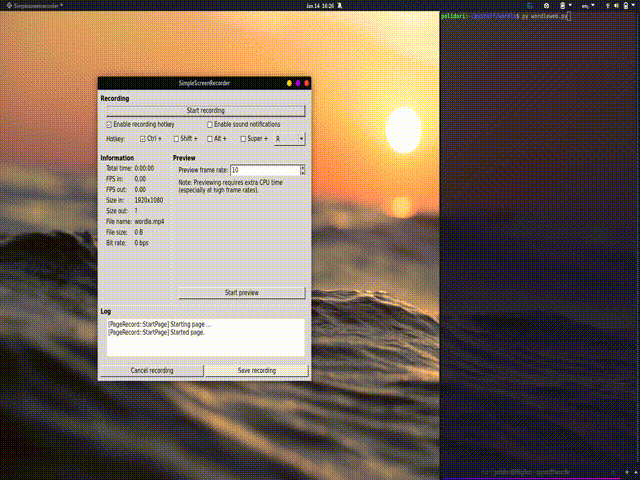 Simplescreenrecorder
Jan 14 16:26
polidori:~/pystuff/wordle$ py wordleweb.py
SimpleScreenRecorder
Recording
Start recording
Enable recording hotkey
Enable sound notifications
Hotkey: Ctrl + Shift + Alt + Super + R
Information
Total time: 0:00:00
FPS in: 0.00
FPS out: 0.00
Size in: 1920x1080
Size out: ?
File name: wordle.mp4
File size: 0 B
Bit rate: 0 bps
Preview
Preview frame rate: 10
Note: Previewing requires extra CPU time
(especially at high frame rates).
Start preview
Log
[PageRecord::StartPage] Starting page ...
[PageRecord::StartPage] Started page.
Cancel recording
Save recording